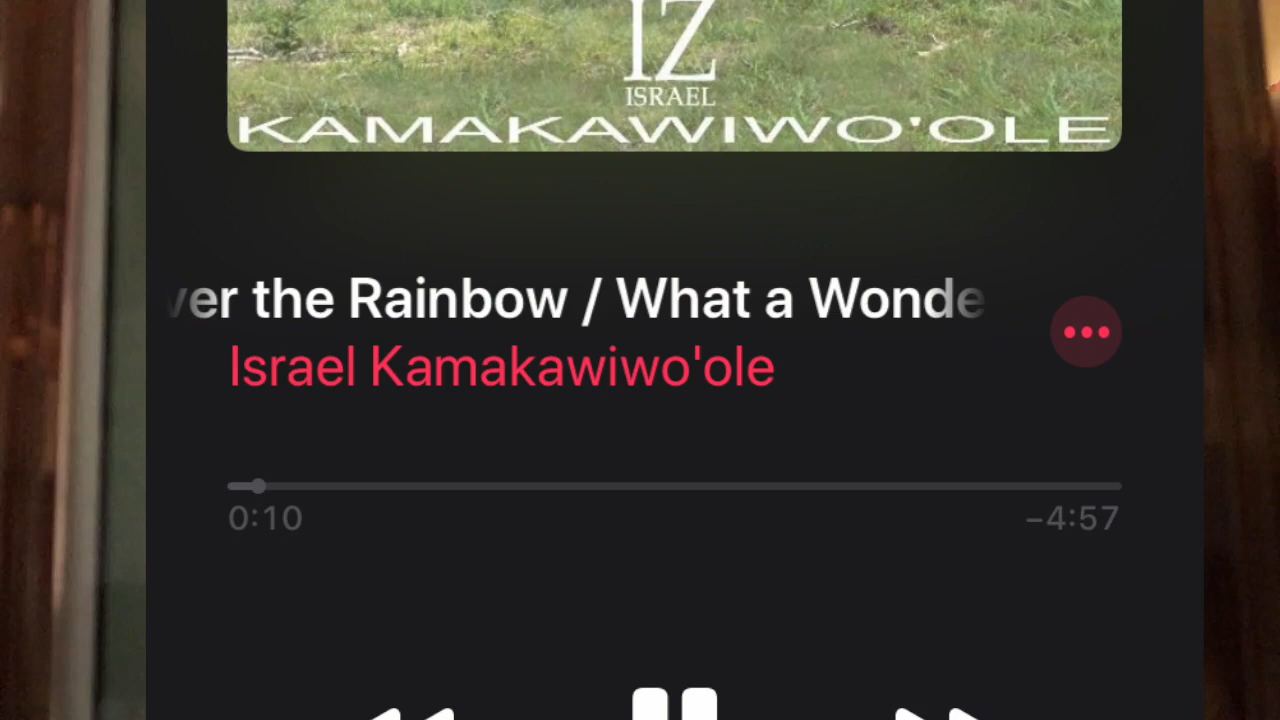 IZ
ISRAEL
KAMAKAWIWO'OLE
ver the Rainbow / What a Wonde
Israel Kamakawiwo'ole
0:10
−4:57